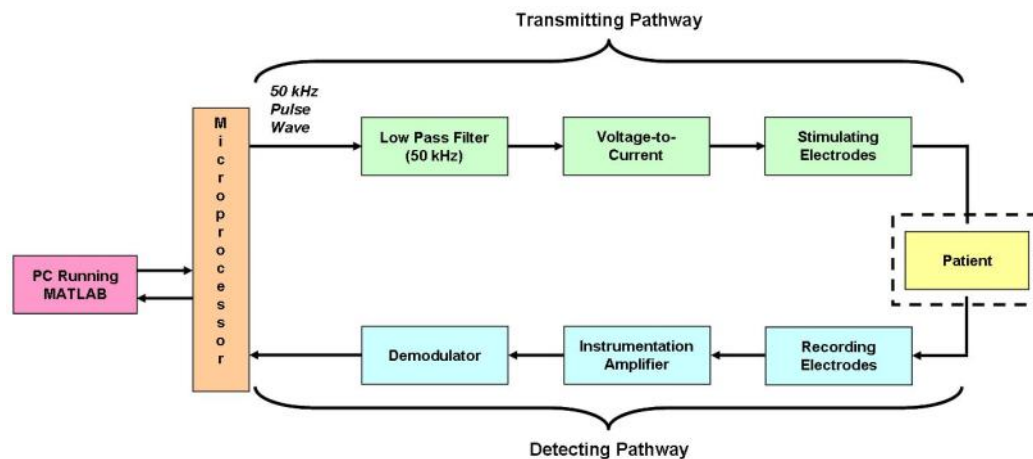 Transmitting Pathway
50 kHz
Pulse
Wave
Microprocessor
Low Pass Filter
(50 kHz)
Voltage-to-
Current
Stimulating
Electrodes
Patient
PC Running
MATLAB
Demodulator
Instrumentation
Amplifier
Recording
Electrodes
Detecting Pathway